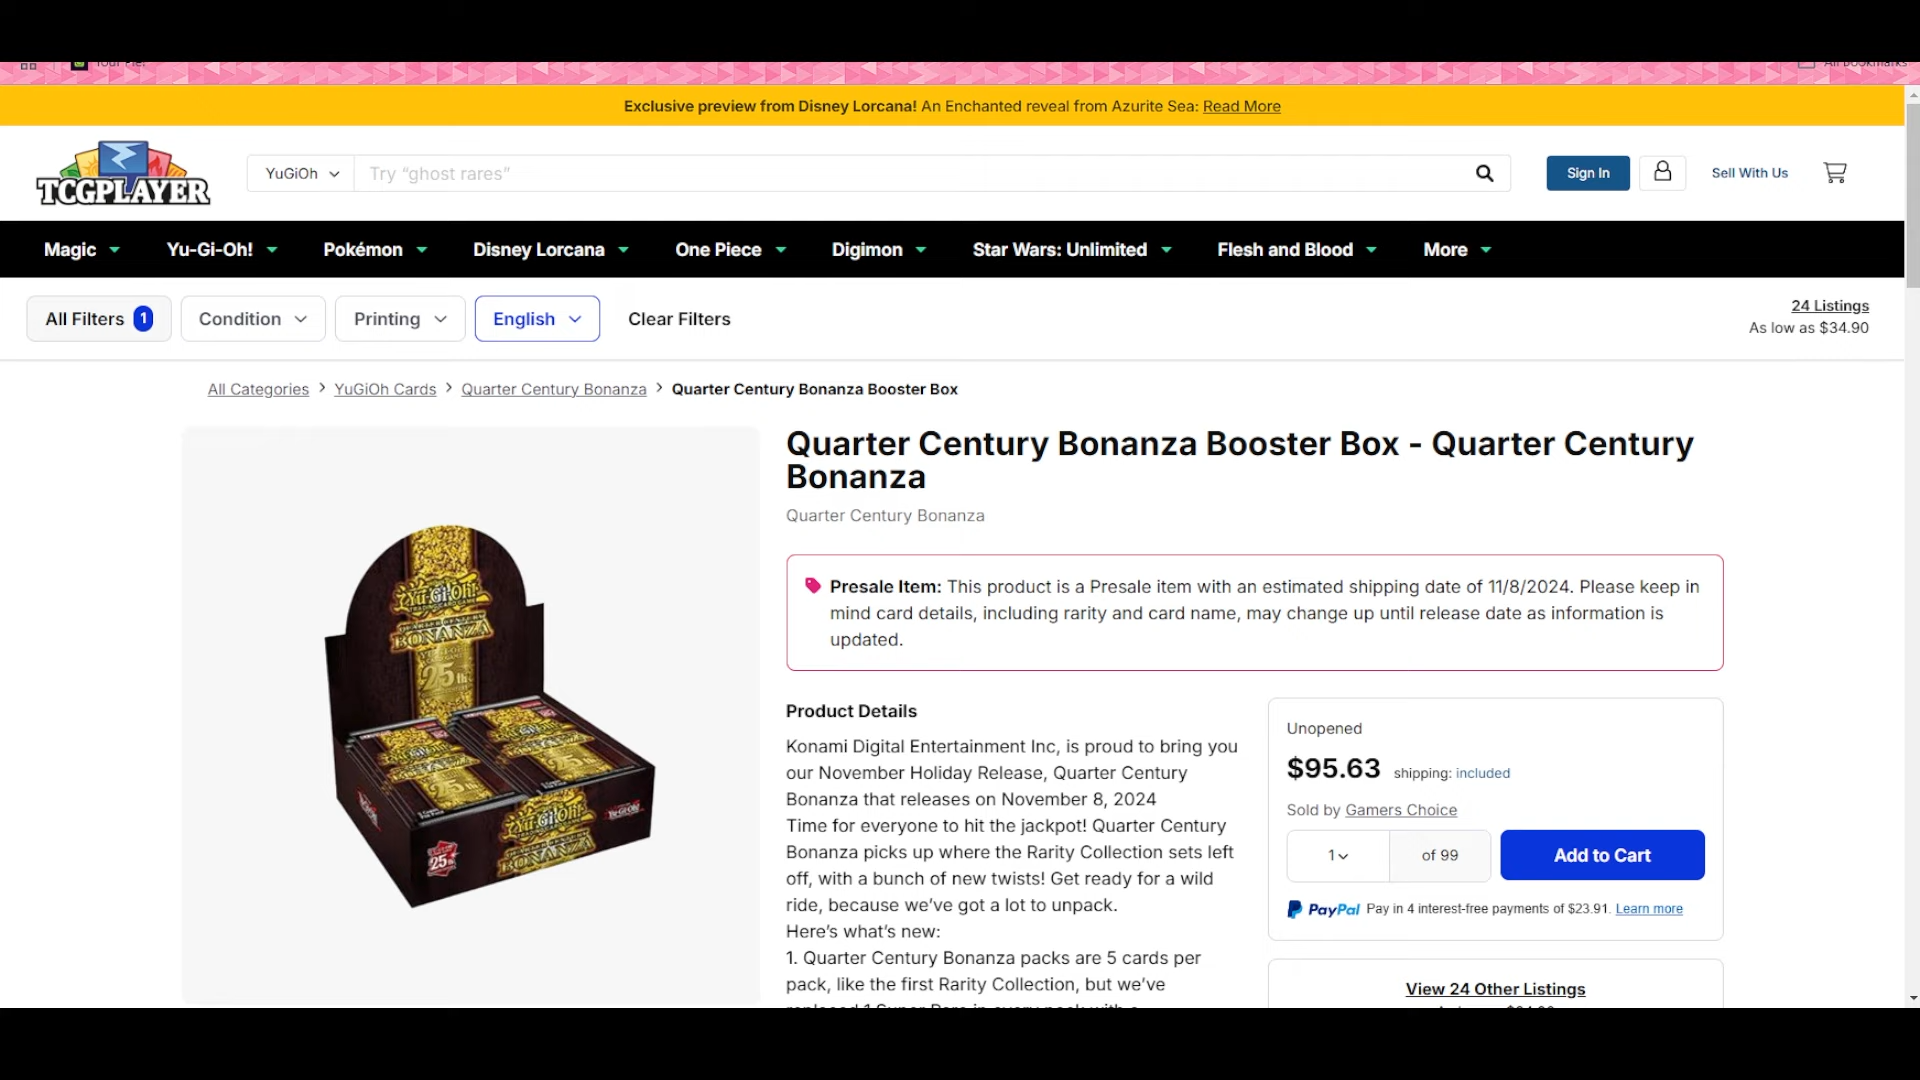 Exclusive preview from Disney Lorcana! An Enchanted reveal from Azurite Sea: Read More
TCGPLAYER
YuGiOh
Try “ghost rares”
Sign In
Sell With Us
Magic
Yu-Gi-Oh!
Pokémon
Disney Lorcana
One Piece
Digimon
Star Wars: Unlimited
Flesh and Blood
More
All Filters 1
Condition
Printing
English
Clear Filters
24 Listings
As low as $34.90
All Categories > YuGiOh Cards > Quarter Century Bonanza > Quarter Century Bonanza Booster Box
Yu-Gi-Oh!
QUARTER CENTURY
BONANZA
25th
Quarter Century Bonanza Booster Box - Quarter Century
Bonanza
Quarter Century Bonanza
Presale Item: This product is a Presale item with an estimated shipping date of 11/8/2024. Please keep in
mind card details, including rarity and card name, may change up until release date as information is
updated.
Product Details
Konami Digital Entertainment Inc, is proud to bring you
our November Holiday Release, Quarter Century
Bonanza that releases on November 8, 2024
Time for everyone to hit the jackpot! Quarter Century
Bonanza picks up where the Rarity Collection sets left
off, with a bunch of new twists! Get ready for a wild
ride, because we’ve got a lot to unpack.
Here’s what’s new:
1. Quarter Century Bonanza packs are 5 cards per
pack, like the first Rarity Collection, but we’ve
Unopened
$95.63 shipping: included
Sold by Gamers Choice
1
of 99
Add to Cart
PayPal Pay in 4 interest-free payments of $23.91. Learn more
View 24 Other Listings